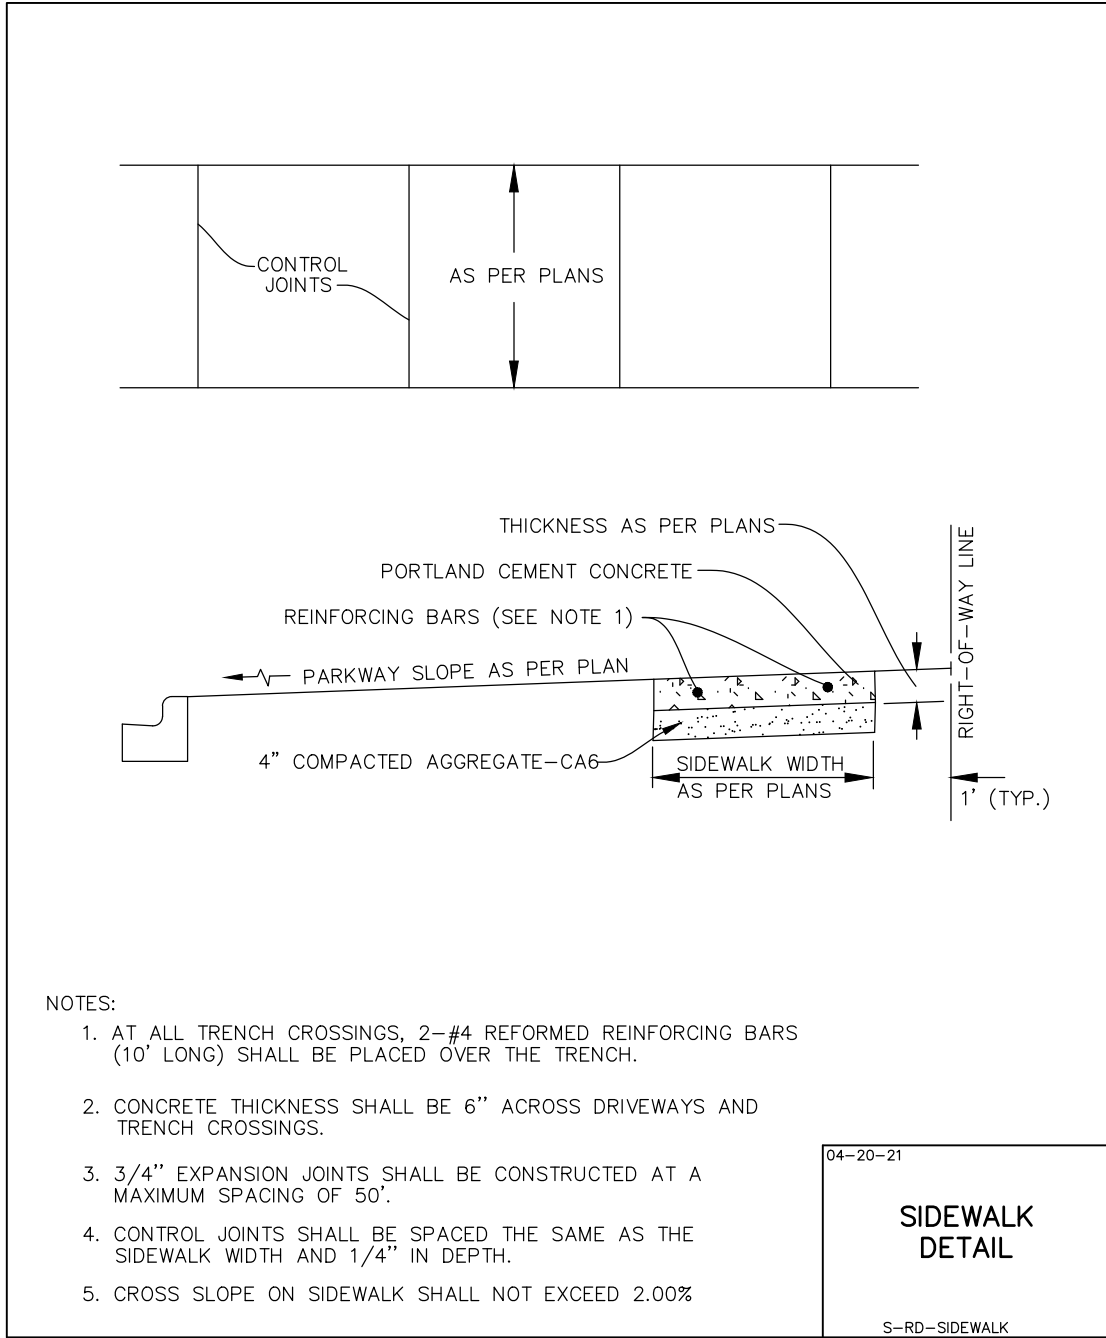 CONTROL
JOINTS
AS PER PLANS
THICKNESS AS PER PLANS
PORTLAND CEMENT CONCRETE
REINFORCING BARS (SEE NOTE 1)
PARKWAY SLOPE AS PER PLAN
RIGHT-OF-WAY LINE
4" COMPACTED AGGREGATE-CA6
SIDEWALK WIDTH
AS PER PLANS
1' (TYP.)
NOTES:
1. AT ALL TRENCH CROSSINGS, 2-#4 REFORMED REINFORCING BARS
(10' LONG) SHALL BE PLACED OVER THE TRENCH.
2. CONCRETE THICKNESS SHALL BE 6" ACROSS DRIVEWAYS AND
TRENCH CROSSINGS.
3. 3/4" EXPANSION JOINTS SHALL BE CONSTRUCTED AT A
MAXIMUM SPACING OF 50'.
4. CONTROL JOINTS SHALL BE SPACED THE SAME AS THE
SIDEWALK WIDTH AND 1/4" IN DEPTH.
5. CROSS SLOPE ON SIDEWALK SHALL NOT EXCEED 2.00%
04-20-21
SIDEWALK
DETAIL
S-RD-SIDEWALK